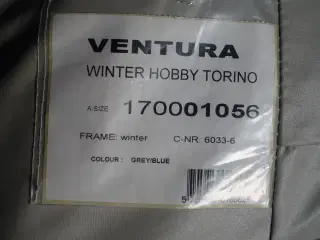 VENTURA
WINTER HOBBY TORINO
A-SIZE 170001056
FRAME: winter C-NR: 6033-6
COLOUR : GREY/BLUE